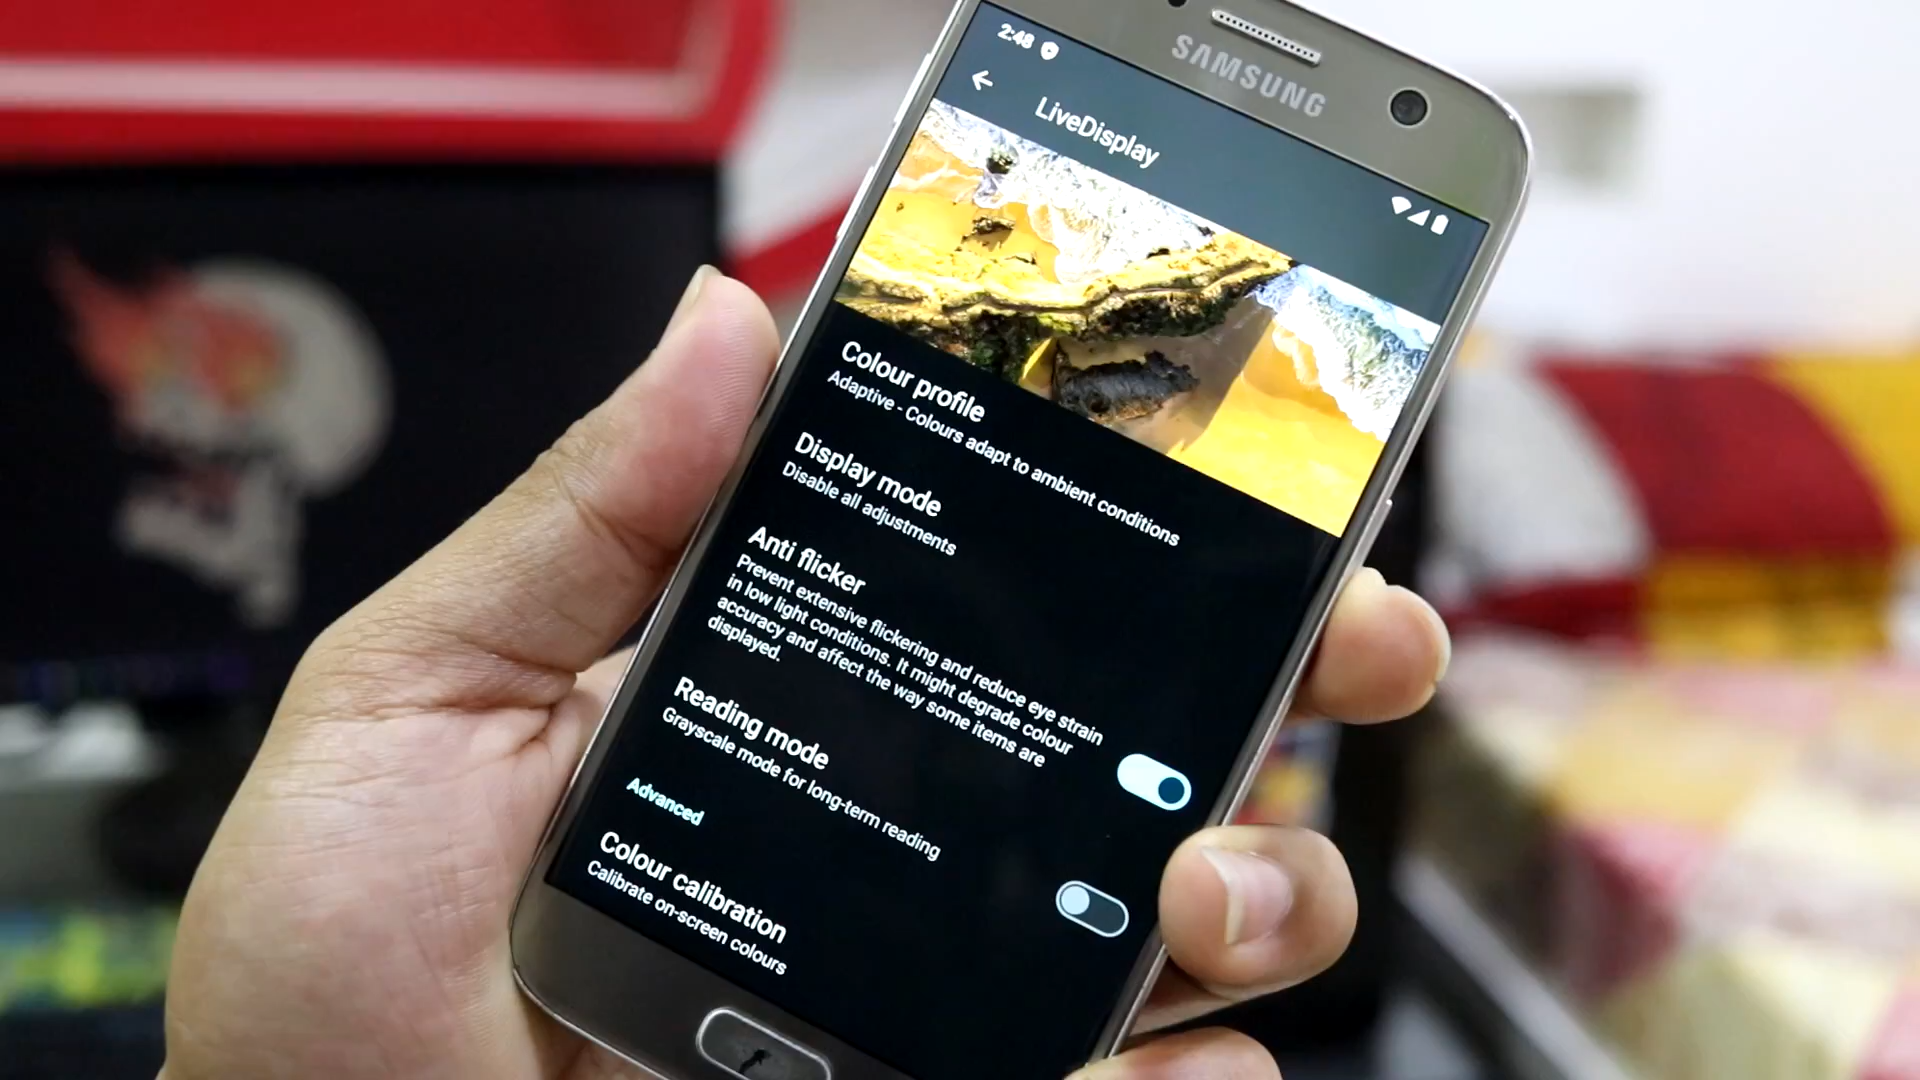 SAMSUNG
2:48
LiveDisplay
Colour profile
Adaptive - Colours adapt to ambient conditions
Display mode
Disable all adjustments
Anti flicker
Prevent extensive flickering and reduce eye strain
in low light conditions. It might degrade colour
accuracy and affect the way some items are
displayed.
Reading mode
Grayscale mode for long-term reading
Advanced
Colour calibration
Calibrate on-screen colours